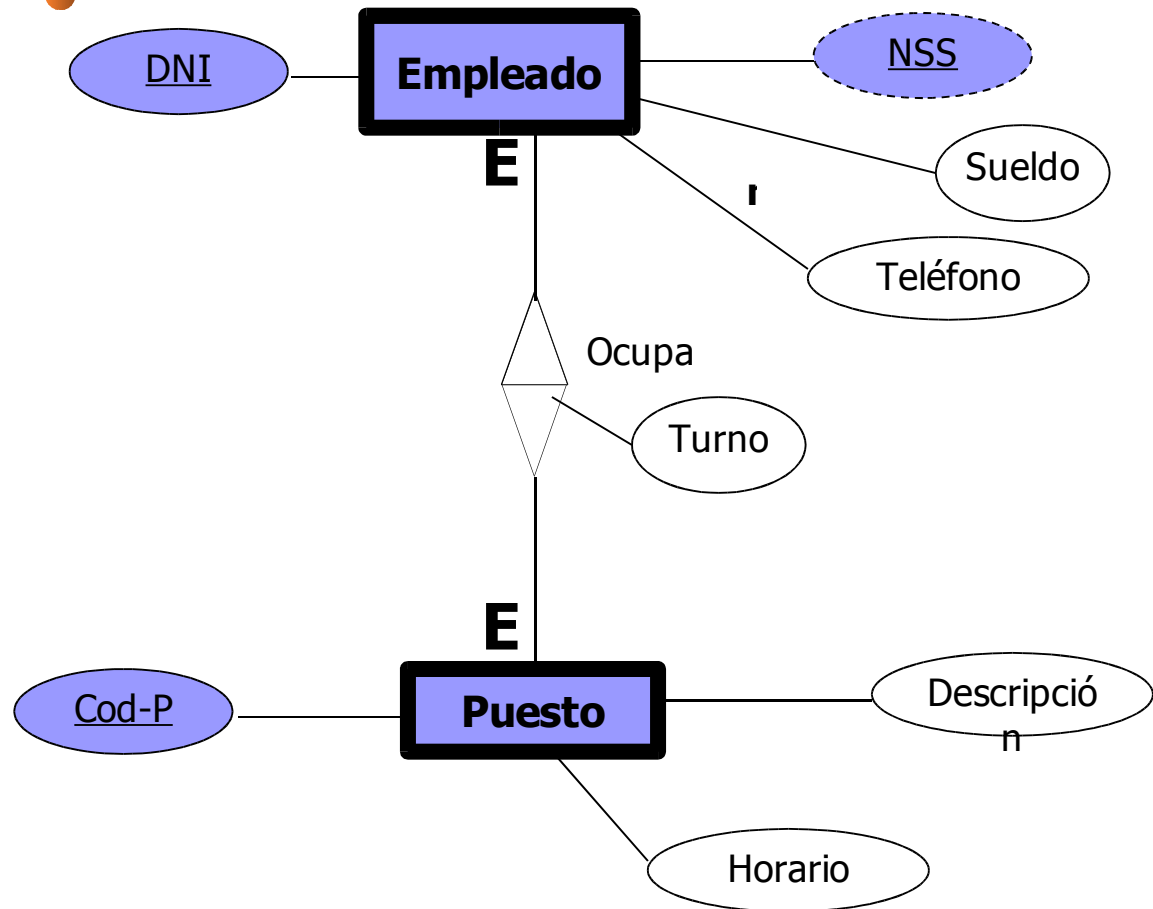 DNI
Empleado
NSS
E
Sueldo
r
Teléfono
Ocupa
Turno
E
Cod-P
Puesto
Descripció
n
Horario